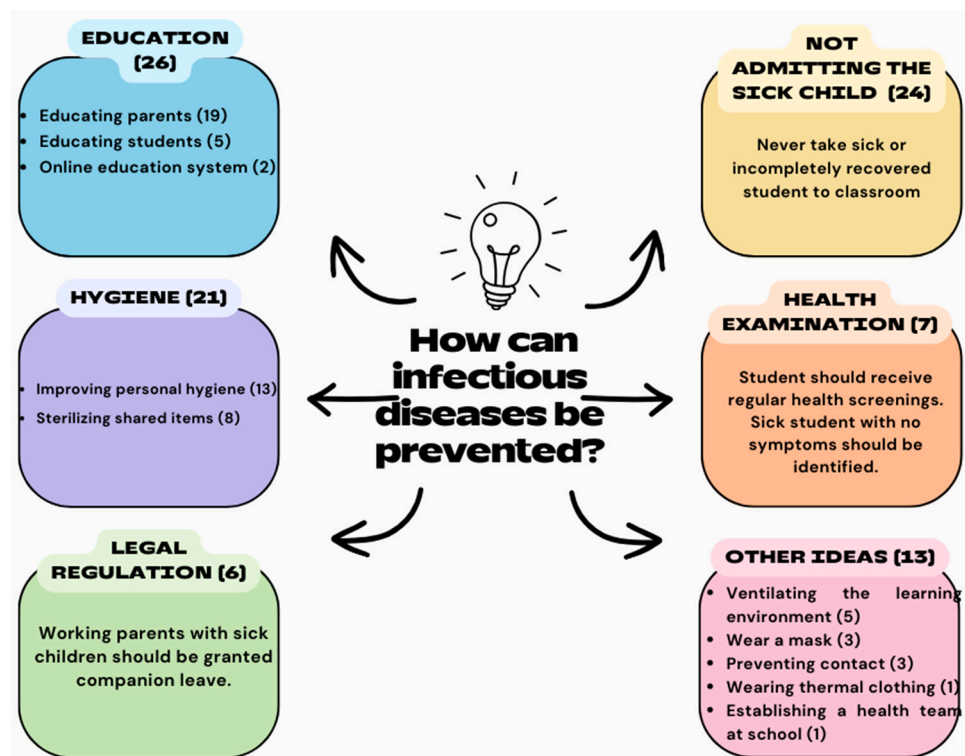 EDUCATION
(26)
• Educating parents (19)
• Educating students (5)
• Online education system (2)
HYGIENE (21)
• Improving personal hygiene (13)
• Sterilizing shared items (8)
LEGAL
REGULATION (6)
Working parents with sick
children should be granted
companion leave.
How can
infectious
diseases be
prevented?
NOT
ADMITTING THE
SICK CHILD (24)
Never take sick or
incompletely recovered
student to classroom
HEALTH
EXAMINATION (7)
Student should receive
regular health screenings.
Sick student with no
symptoms should be
identified.
OTHER IDEAS (13)
• Ventilating the learning
environment (5)
• Wear a mask (3)
• Preventing contact (3)
• Wearing thermal clothing (1)
• Establishing a health team
at school (1)